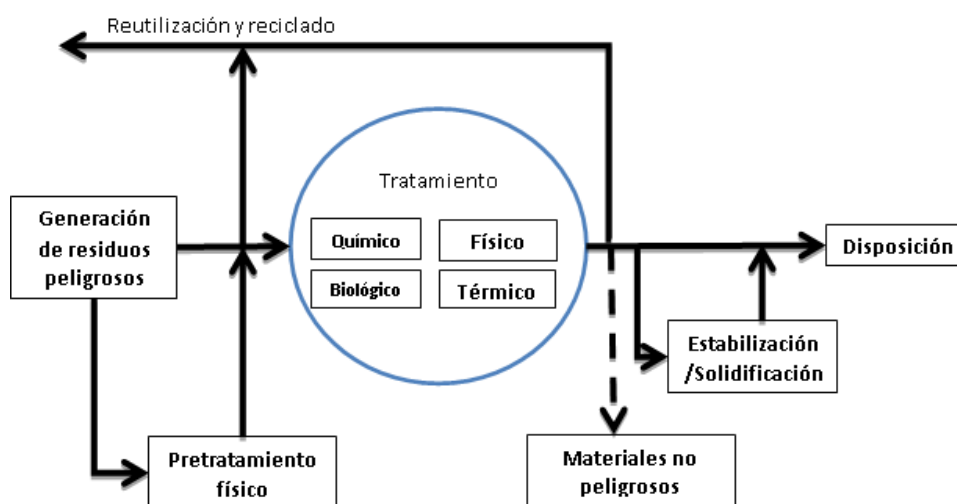 Reutilización y reciclado
Tratamiento
Generación
de residuos
peligrosos
Químico
Físico
Biológico
Térmico
Disposición
Estabilización
/Solidificación
Pretratamiento
físico
Materiales no
peligrosos